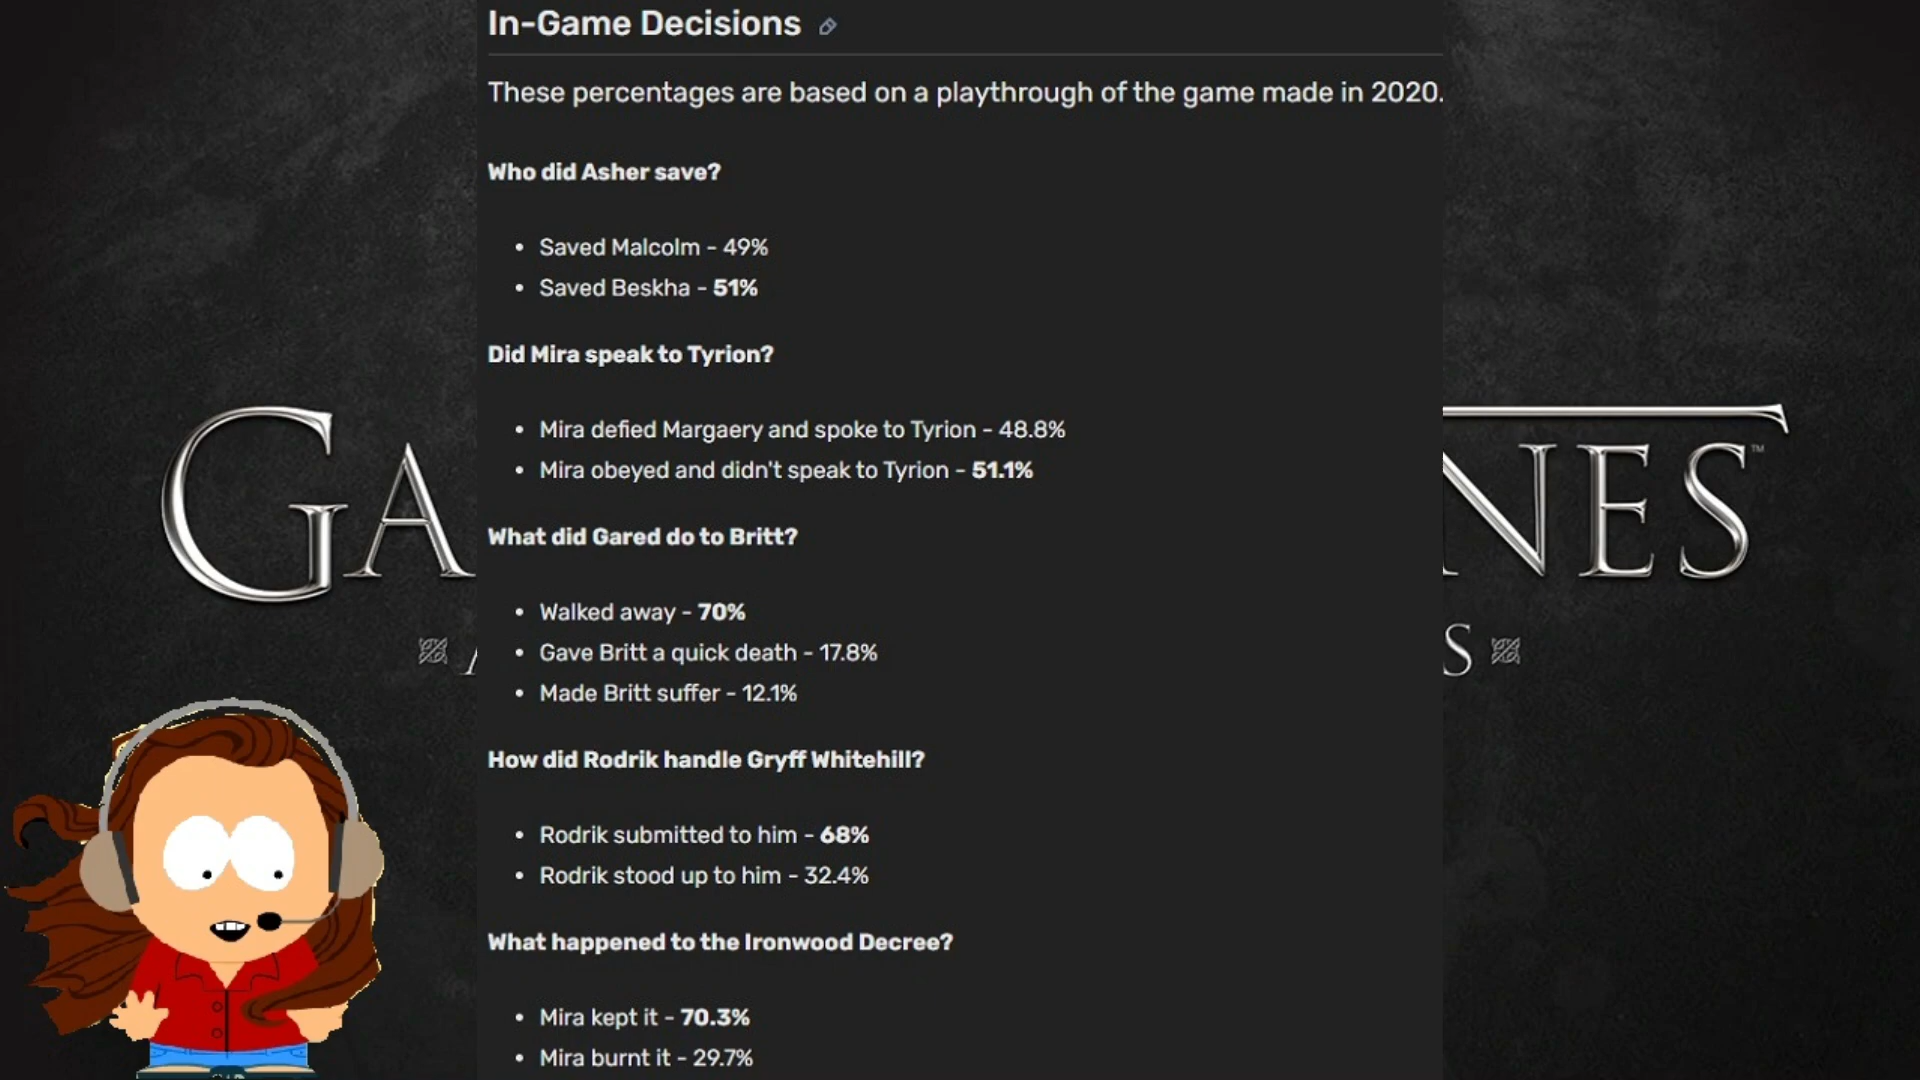 In-Game Decisions
These percentages are based on a playthrough of the game made in 2020.
Who did Asher save?
• Saved Malcolm - 49%
• Saved Beskha - 51%
Did Mira speak to Tyrion?
• Mira defied Margaery and spoke to Tyrion - 48.8%
• Mira obeyed and didn't speak to Tyrion - 51.1%
GA
NES™
What did Gared do to Britt?
• Walked away - 70%
• Gave Britt a quick death - 17.8%
S
• Made Britt suffer - 12.1%
How did Rodrik handle Gryff Whitehill?
• Rodrik submitted to him - 68%
• Rodrik stood up to him - 32.4%
What happened to the Ironwood Decree?
• Mira kept it - 70.3%
• Mira burnt it - 29.7%